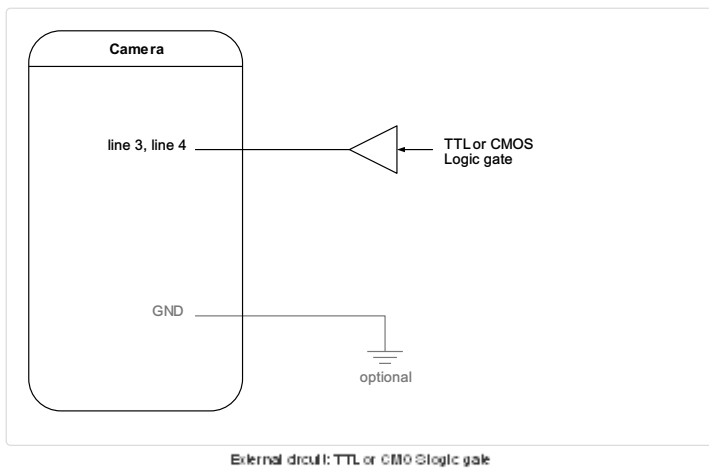 Camera
line 3, line 4
TTL or CMOS
Logic gate
GND
optional
External circuit: TTL or CMOS logic gate